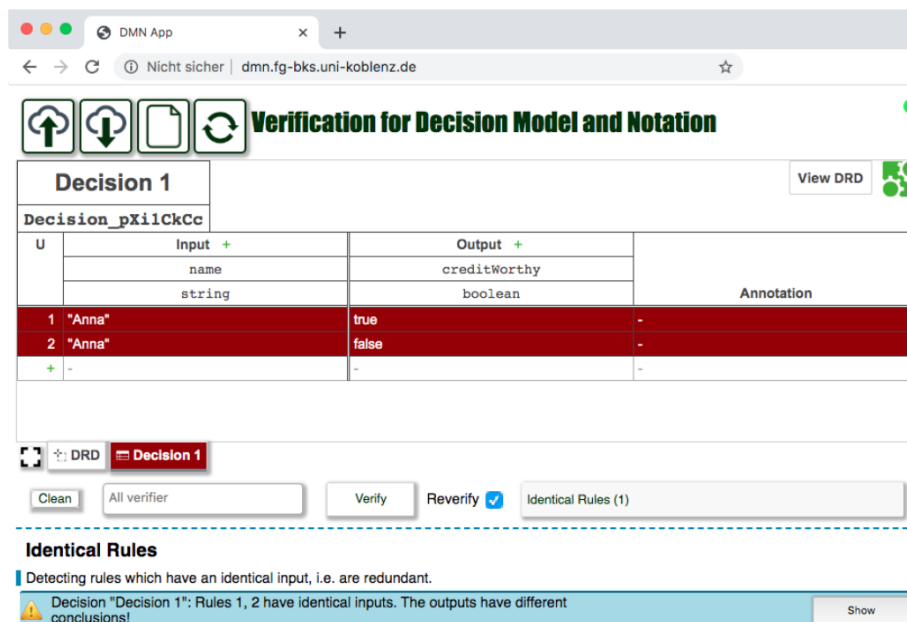 DMN App
Nicht sicher | dmn.fg-bks.uni-koblenz.de
Verification for Decision Model and Notation
Decision 1
View DRD
Decision_pXilCkCc
U Input + Output +
name creditWorthy
string boolean Annotation
1 "Anna" true -
2 "Anna" false -
+ - - -
DRD Decision 1
Clean All verifier Verify Reverify Identical Rules (1)
Identical Rules
Detecting rules which have an identical input, i.e. are redundant.
Decision "Decision 1": Rules 1, 2 have identical inputs. The outputs have different
conclusions!
Show